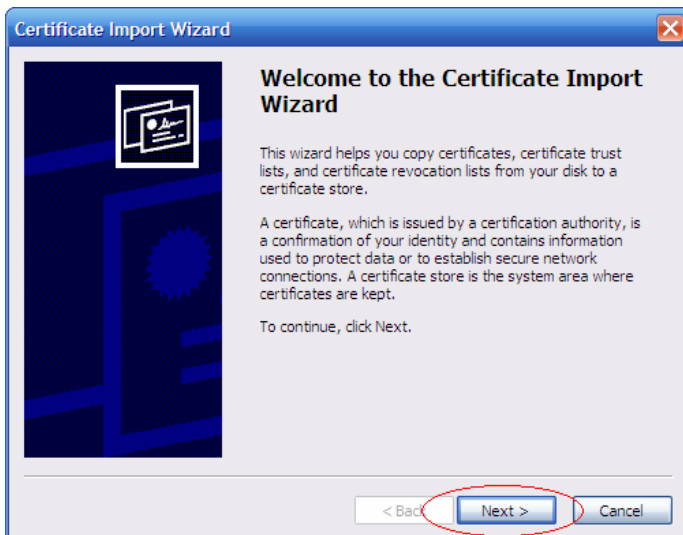 Certificate Import Wizard
Welcome to the Certificate Import
Wizard
This wizard helps you copy certificates, certificate trust
lists, and certificate revocation lists from your disk to a
certificate store.
A certificate, which is issued by a certification authority, is
a confirmation of your identity and contains information
used to protect data or to establish secure network
connections. A certificate store is the system area where
certificates are kept.
To continue, click Next.
< Back Next > Cancel